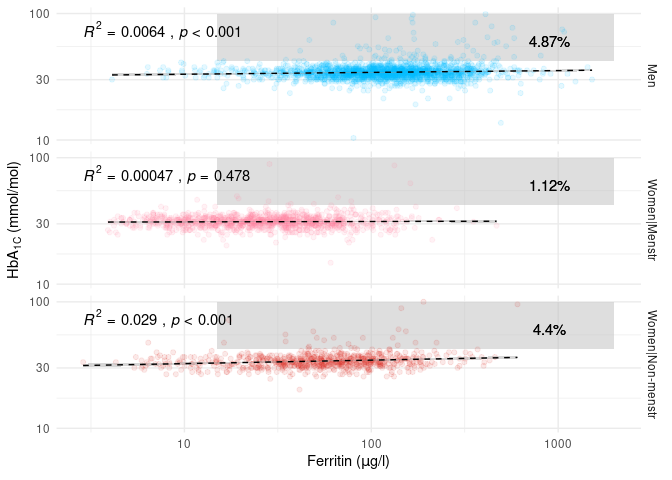 100
30
10
R² = 0.0064 , p < 0.001
4.87%
Men
HbA1C (mmol/mol)
100
30
10
R² = 0.00047 , p = 0.478
1.12%
Women|Menstr
100
30
10
R² = 0.029 , p < 0.001
4.4%
Women|Non-menstr
10
100
1000
Ferritin (µg/l)